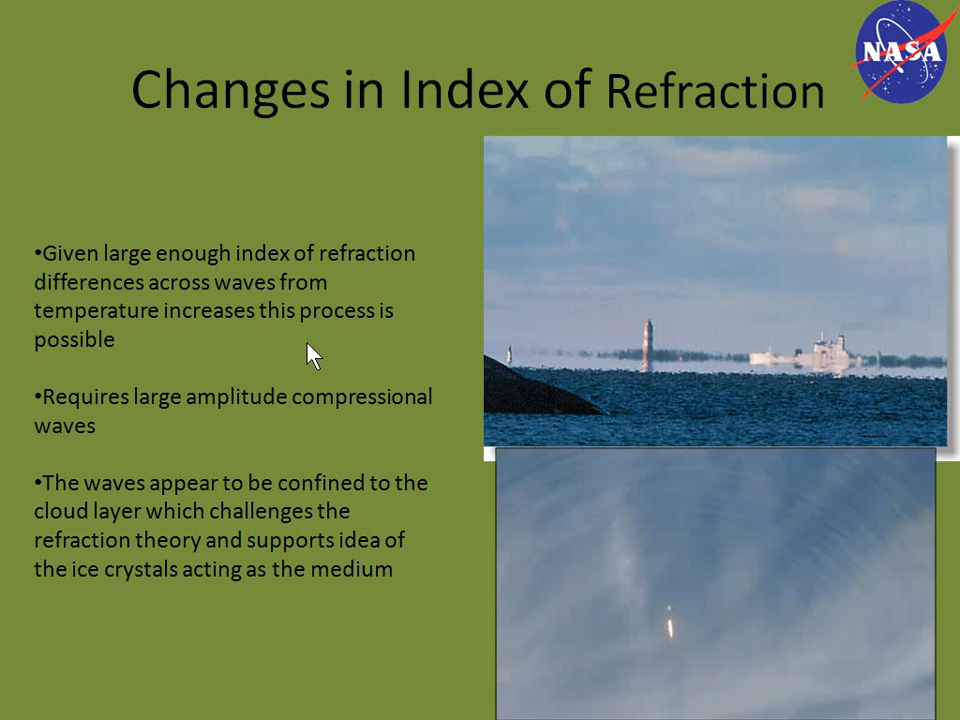 NASA
Changes in Index of Refraction
•Given large enough index of refraction
differences across waves from
temperature increases this process is
possible
•Requires large amplitude compressional
waves
•The waves appear to be confined to the
cloud layer which challenges the
refraction theory and supports idea of
the ice crystals acting as the medium